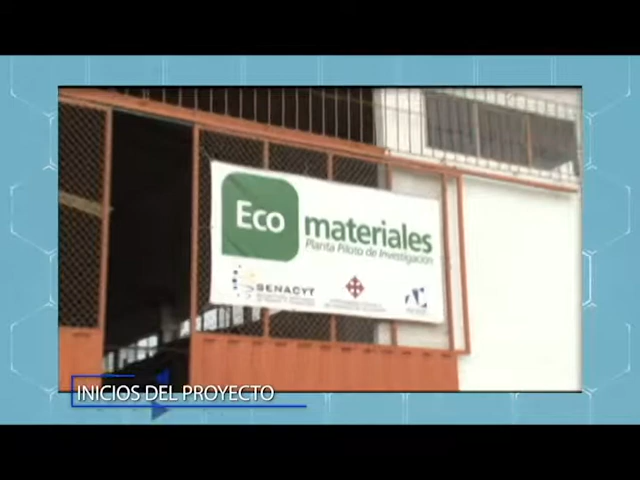 Eco
materiales
Planta Piloto de Investigación
SENACYT
INICIOS DEL PROYECTO